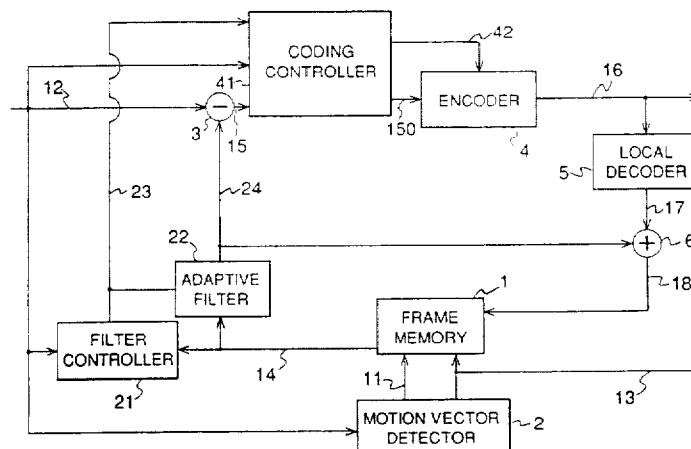 CODING
CONTROLLER
42
12
41
3
15
150
ENCODER
4
16
LOCAL
DECODER
5
23
24
17
6
22
ADAPTIVE
FILTER
18
1
FRAME
MEMORY
FILTER
CONTROLLER
21
14
11
13
MOTION VECTOR
DETECTOR
2